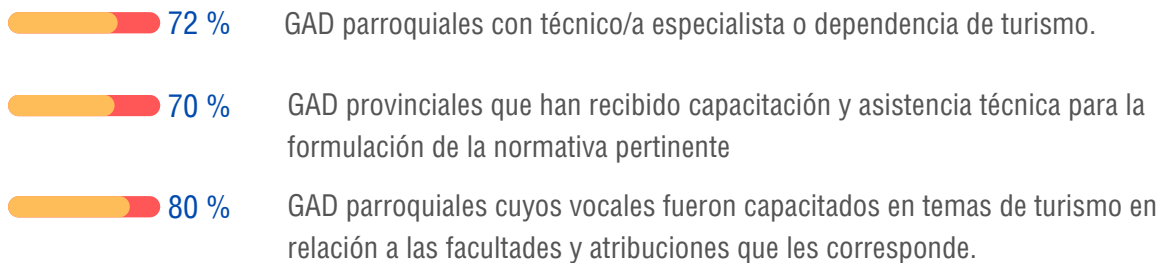 72 % GAD parroquiales con técnico/a especialista o dependencia de turismo.
70 % GAD provinciales que han recibido capacitación y asistencia técnica para la
formulación de la normativa pertinente
80 % GAD parroquiales cuyos vocales fueron capacitados en temas de turismo en
relación a las facultades y atribuciones que les corresponde.